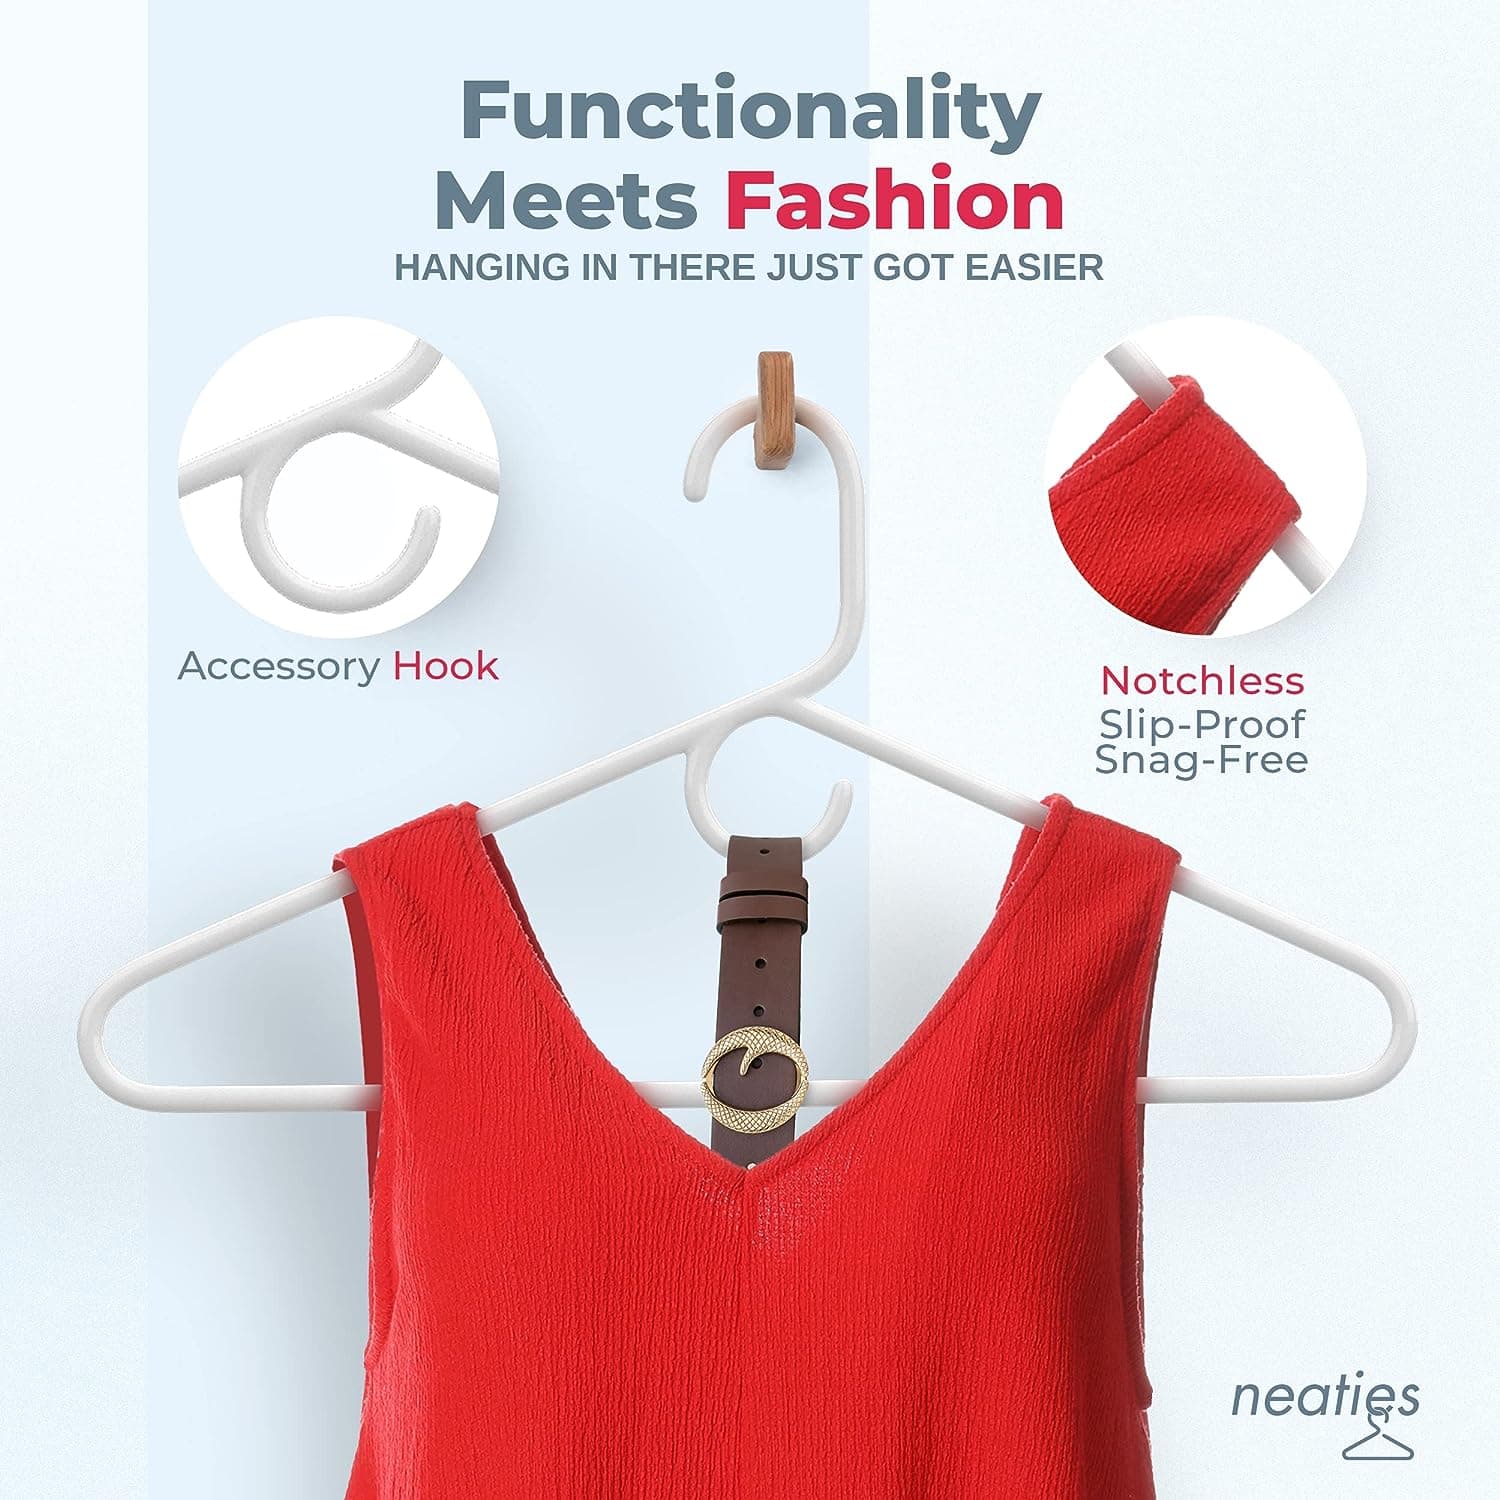 Functionality
Meets Fashion
HANGING IN THERE JUST GOT EASIER
Accessory Hook
Notchless
Slip-Proof
Snag-Free
neaties